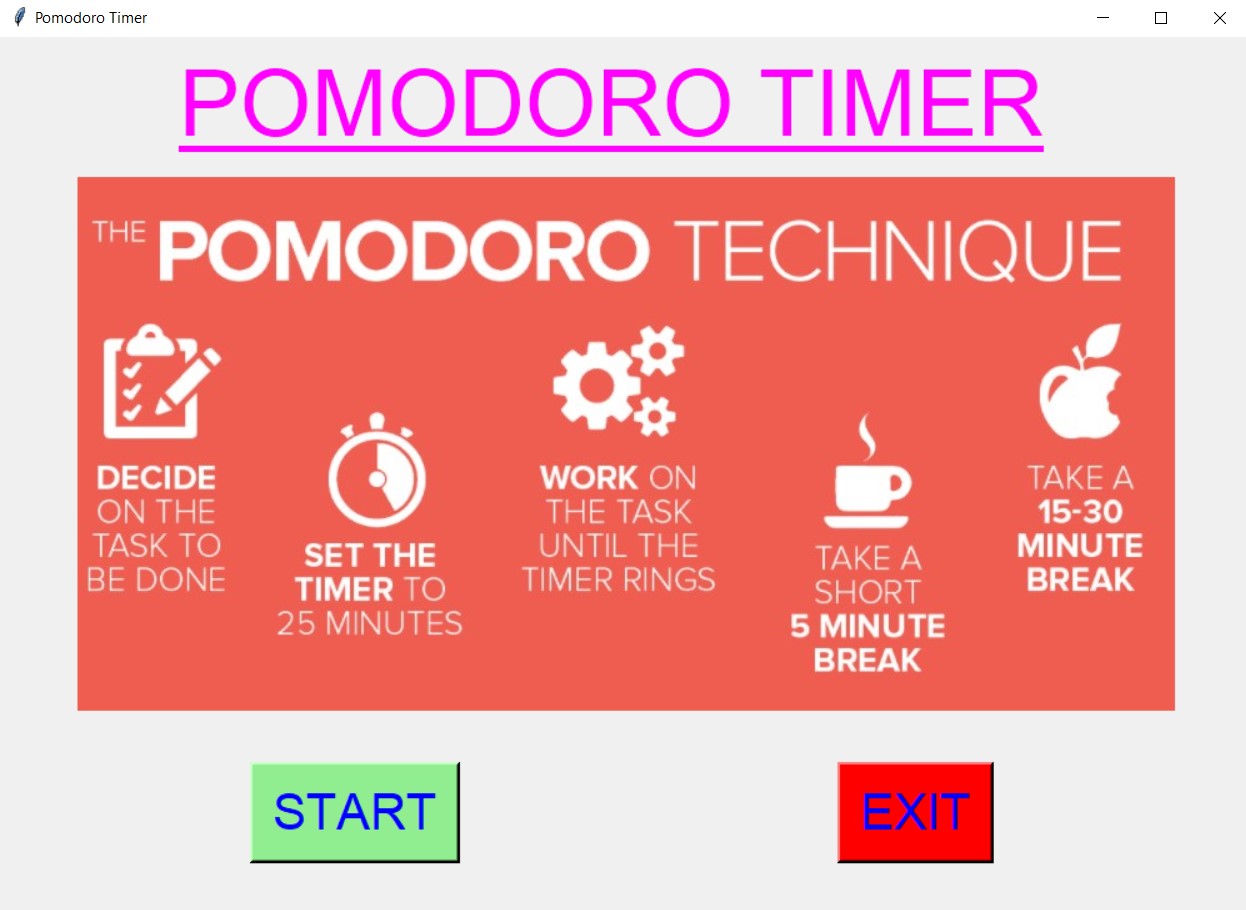 Pomodoro Timer
POMODORO TIMER
THE POMODORO TECHNIQUE
DECIDE
ON THE
TASK TO
BE DONE
SET THE
TIMER TO
25 MINUTES
WORK ON
THE TASK
UNTIL THE
TIMER RINGS
TAKE A
SHORT
5 MINUTE
BREAK
TAKE A
15-30
MINUTE
BREAK
START
EXIT